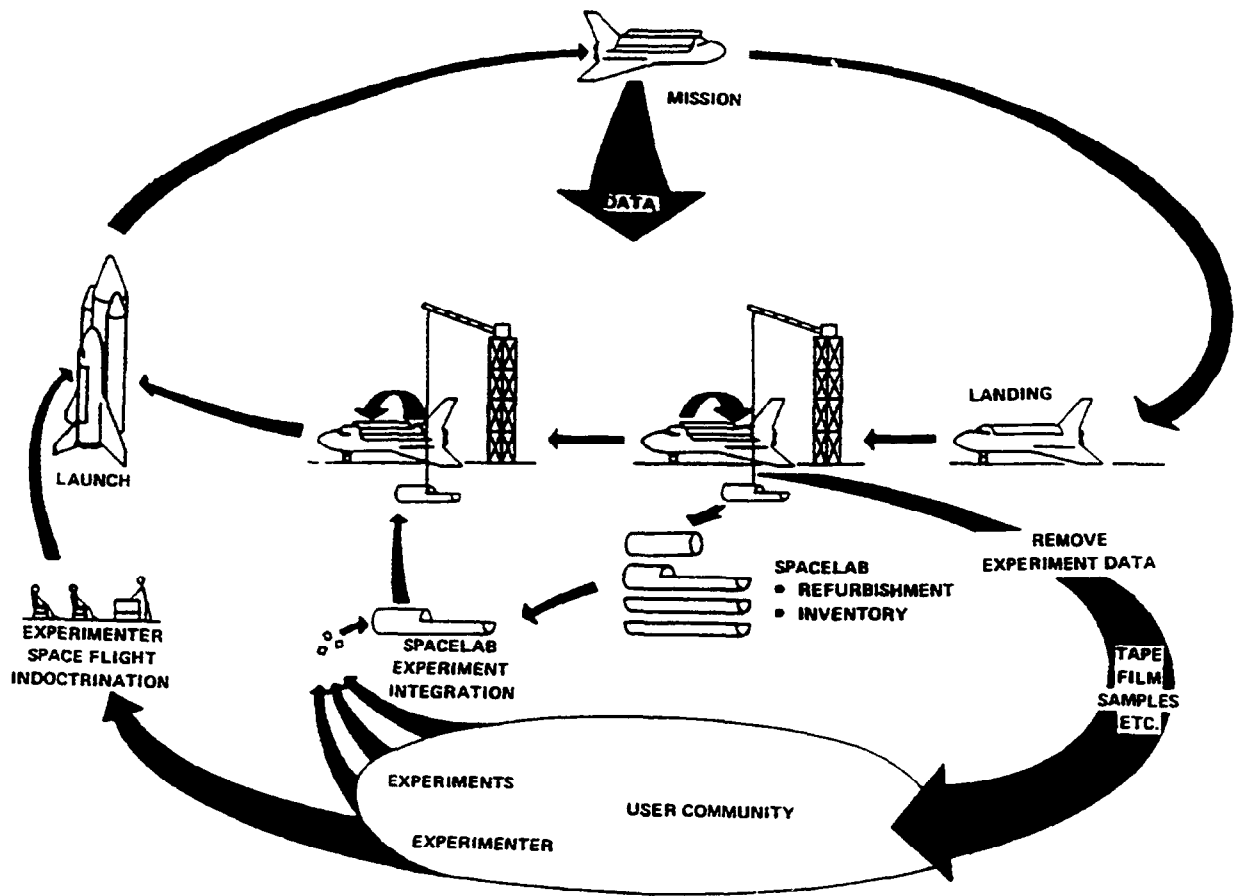 MISSION
DATA
LANDING
LAUNCH
REMOVE
EXPERIMENT DATA
SPACELAB
• REFURBISHMENT
• INVENTORY
EXPERIMENTER
SPACE FLIGHT
INDOCTRINATION
SPACELAB
EXPERIMENT
INTEGRATION
TAPE
FILM
SAMPLES
ETC.
EXPERIMENTS
USER COMMUNITY
EXPERIMENTER